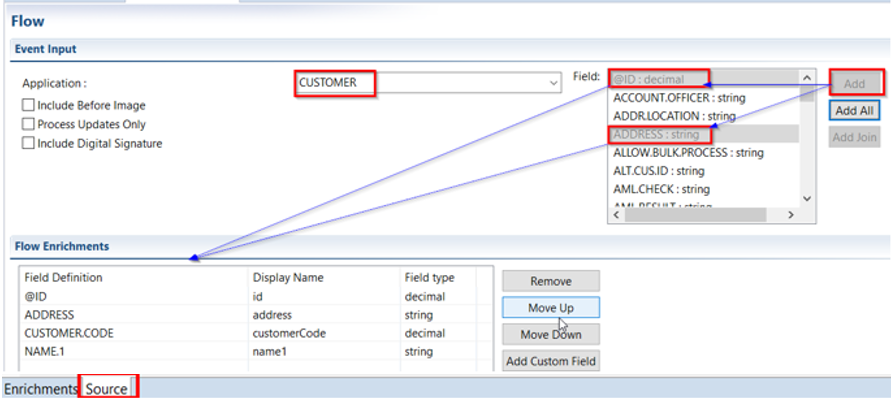 Flow
Event Input
Application :
CUSTOMER
Include Before Image
Process Updates Only
Include Digital Signature
Field:
@ID : decimal
ACCOUNT.OFFICER : string
ADDR.LOCATION : string
ADDRESS : string
ALLOW.BULK.PROCESS : string
ALT.CUS.ID : string
AML.CHECK : string
AML.RESULT : string
Add
Add All
Add Join
Flow Enrichments
Field Definition Display Name Field type
@ID id decimal
ADDRESS address string
CUSTOMER.CODE customerCode decimal
NAME.1 name1 string
Remove
Move Up
Move Down
Add Custom Field
Enrichments Source